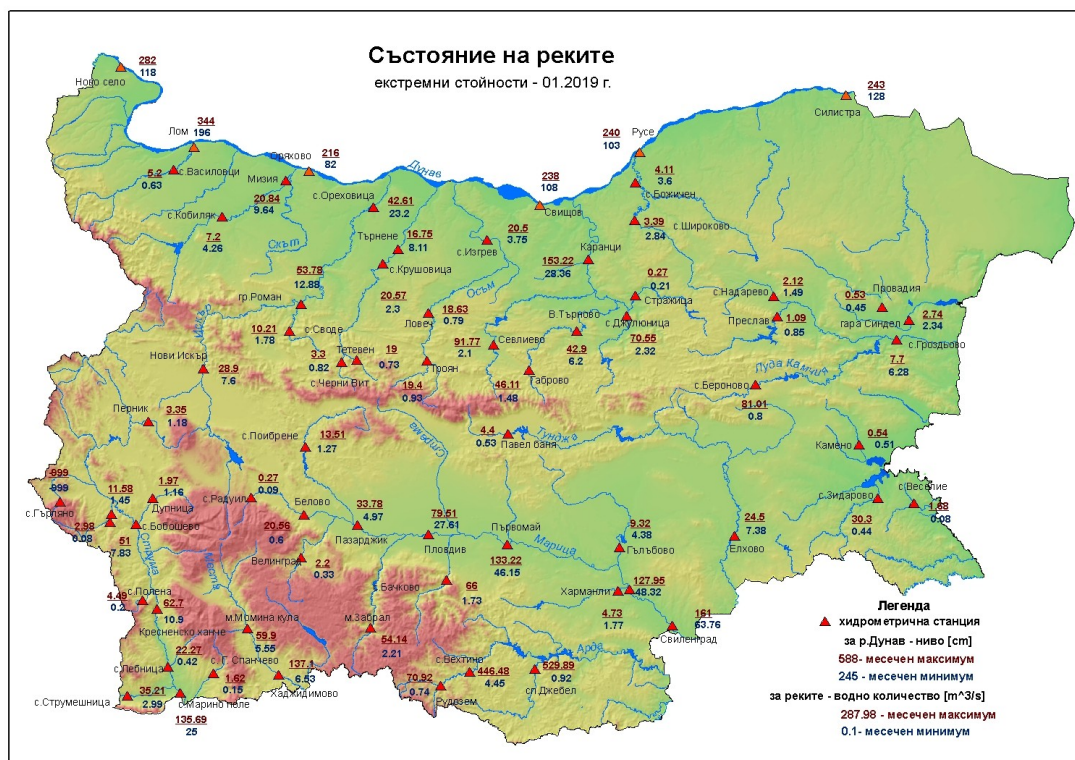 Състояние на реките
екстремни стойности - 01.2019 г.
282
118
Ново село
243
128
Силистра
344
196
Лом
240
103
Русе
216
82
Оряхово
Дунав
238
108
Свищов
5.2
0.63
с.Василовци
Мизия
20.84
9.64
с.Кобиляк
7.2
4.26
Скът
с.Ореховица
42.61
23.2
4.11
3.6
с.Божичен
3.39
2.84
с.Широково
Търнене
16.75
8.11
с.Крушовица
20.57
2.3
20.5
3.75
с.Изгрев
Каранци
153.22
28.36
53.78
12.88
гр.Роман
Искър
Осъм
18.63
0.79
Ловеч
0.27
0.21
Стражица
с.Надарево
2.12
1.49
Провадия
0.53
0.45
Преслав
1.09
0.85
гара Синдел
2.74
2.34
с.Гроздьово
7.7
6.28
В.Търново
с.Джулюница
70.55
2.32
10.21
1.78
с.Своде
91.77
2.1
Севлиево
42.9
6.2
Нови Искър
28.9
7.6
3.3
0.82
Тетевен
19
0.73
с.Черни Вит
Троян
19.4
0.93
46.11
1.48
Габрово
Луда Камчия
с.Бероново
81.01
0.8
Перник
3.35
1.18
с.Поибрене
13.51
1.27
Стряма
4.4
0.53
Павел баня
Тунджа
Камено
0.54
0.51
-999
-999
с.Гърляно
11.58
1.45
1.97
1.16
Дупница
с.Радуил
0.27
0.09
Белово
20.56
0.6
33.78
4.97
Пазарджик
79.51
27.61
Пловдив
Първомай
133.22
46.15
Марица
9.32
4.38
Гълъбово
24.5
7.38
Елхово
с.Зидарово
30.3
0.44
с.Веселие
1.68
0.08
2.98
0.08
с.Бобошево
51
7.83
Струма
Места
Велинград
2.2
0.33
Бачково
66
1.73
Харманли
127.95
48.32
4.73
1.77
161
63.76
Свиленград
с.Полена
4.49
0.2
62.7
10.9
Кресненско ханче
м.Момина кула
59.9
5.55
м.Забрал
54.14
2.21
Арда
с.Вехтино
446.48
4.45
529.89
0.92
сл.Джебел
70.92
0.74
Рудозем
22.27
0.42
с.Лебница
с. Г. Спанчево
1.62
0.15
137.1
6.53
Хаджидимово
35.21
2.99
с.Струмешница
с.Марино поле
135.69
25
Легенда
хидрометрична станция
за р.Дунав - ниво [cm]
588- месечен максимум
245 - месечен минимум
за реките - водно количество [m^3/s]
287.98 - месечен максимум
0.1- месечен минимум